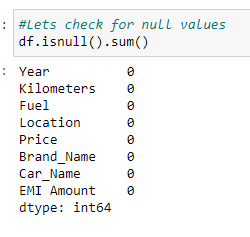 : #Lets check for null values
df.isnull().sum()
: Year 0
Kilometers 0
Fuel 0
Location 0
Price 0
Brand_Name 0
Car_Name 0
EMI Amount 0
dtype: int64